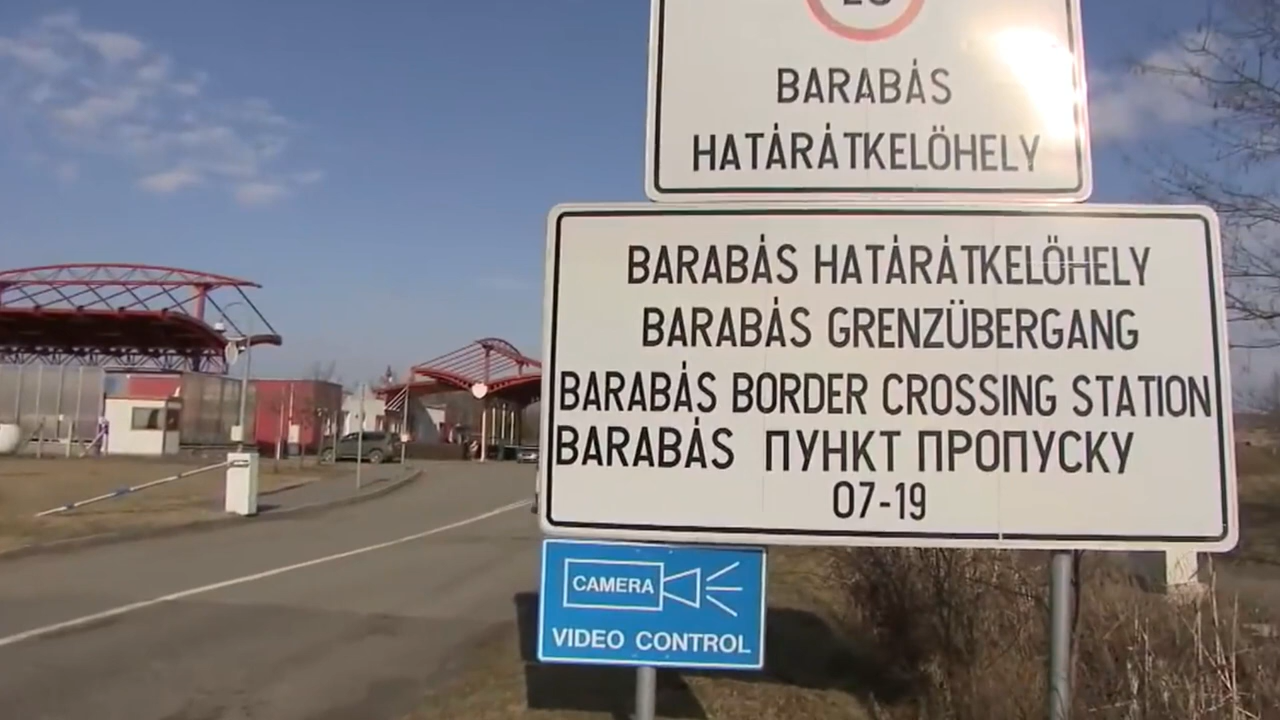 BARABÁS
HATÁRÁTKELŐHELY
BARABÁS HATÁRÁTKELŐHELY
BARABÁS GRENZÜBERGANG
BARABÁS BORDER CROSSING STATION
BARABÁS ПУНКТ ПРОПУСКУ
07-19
CAMERA
VIDEO CONTROL